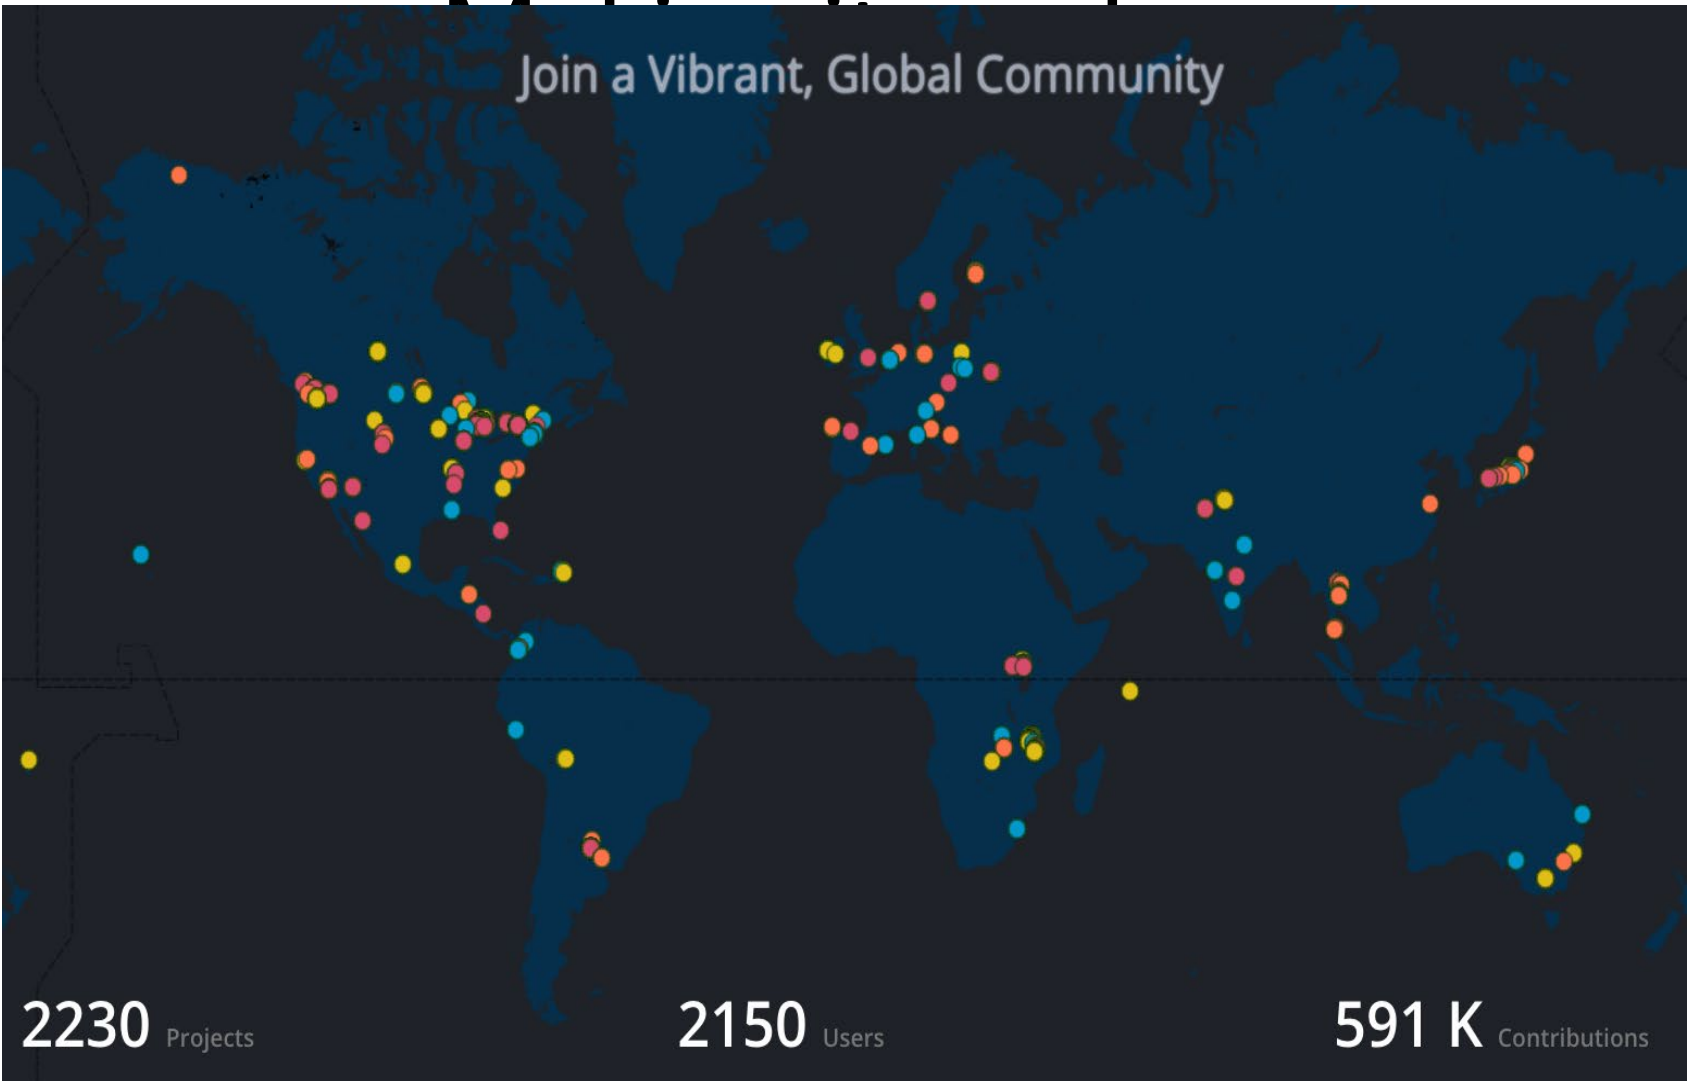 Join a Vibrant, Global Community
2230 Projects
2150 Users
591 K Contributions